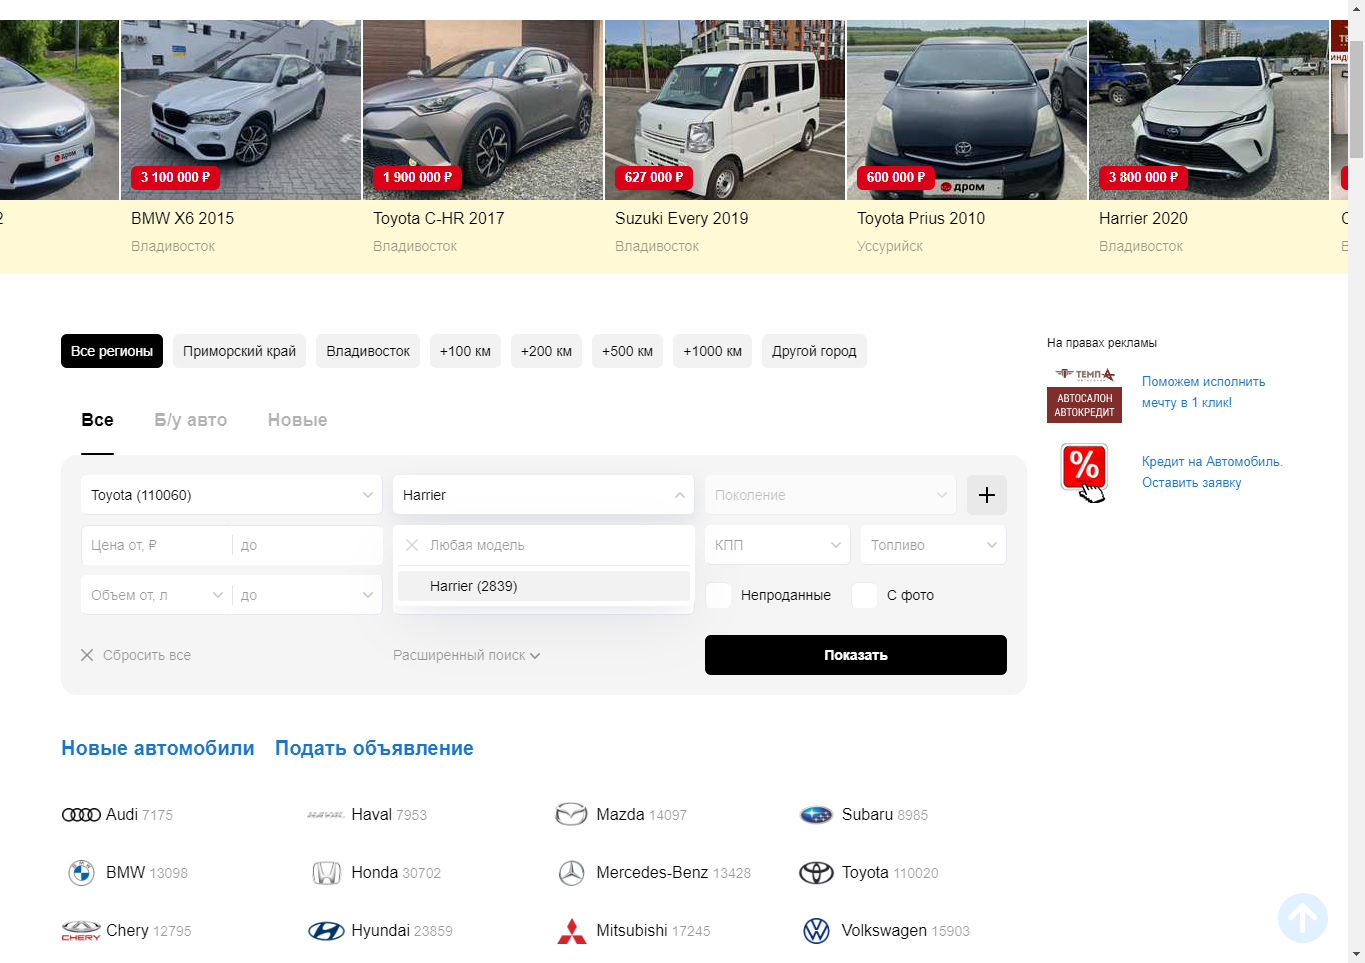 3 100 000 ₽
1 900 000 ₽
627 000 ₽
600 000 ₽
3 800 000 ₽
дром
дром
2
BMW X6 2015
Toyota C-HR 2017
Suzuki Every 2019
Toyota Prius 2010
Harrier 2020
Владивосток
Владивосток
Владивосток
Уссурийск
Владивосток
Все регионы
Приморский край
Владивосток
+100 км
+200 км
+500 км
+1000 км
Другой город
На правах рекламы
ТЕМП А
АВТОСАЛОН
АВТОКРЕДИТ
Поможем исполнить
мечту в 1 клик!
Все
Б/у авто
Новые
%
Кредит на Автомобиль.
Оставить заявку
Toyota (110060)
Harrier
Поколение
Цена от, ₽
до
Любая модель
КПП
Топливо
Harrier (2839)
Объем от, л
до
Непроданные
С фото
Сбросить все
Расширенный поиск
Показать
Новые автомобили
Подать объявление
Audi 7175
HAVAL
Haval 7953
Mazda 14097
Subaru 8985
BMW 13098
Honda 30702
Mercedes-Benz 13428
Toyota 110020
CHERY
Chery 12795
Hyundai 23859
Mitsubishi 17245
Volkswagen 15903